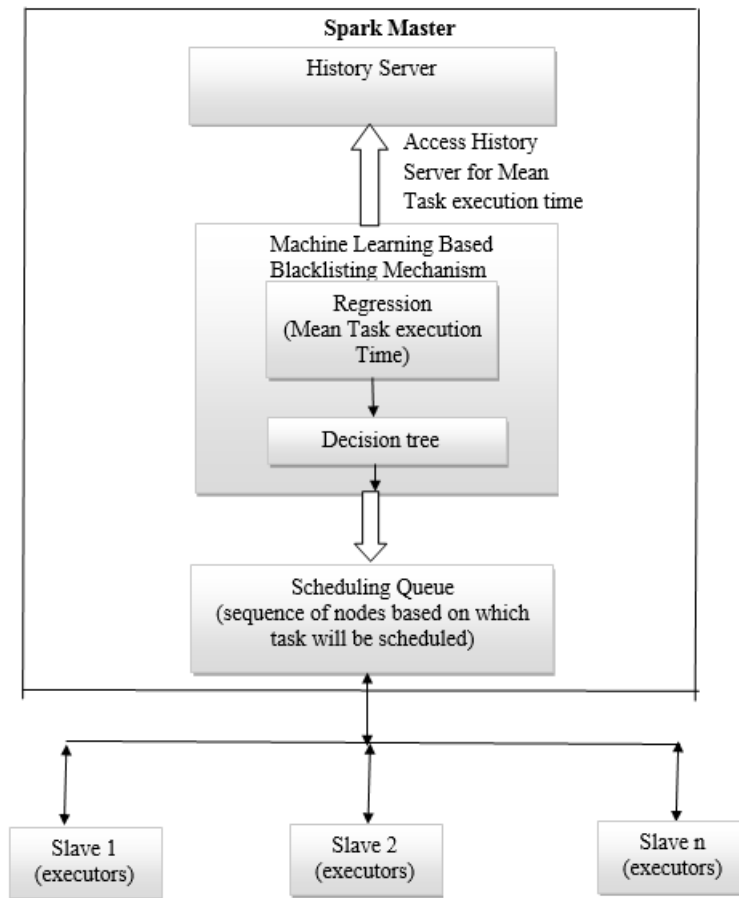 Spark Master
History Server
Access History
Server for Mean
Task execution time
Machine Learning Based
Blacklisting Mechanism
Regression
(Mean Task execution
Time)
Decision tree
Scheduling Queue
(sequence of nodes based on which
task will be scheduled)
Slave 1
(executors)
Slave 2
(executors)
Slave n
(executors)